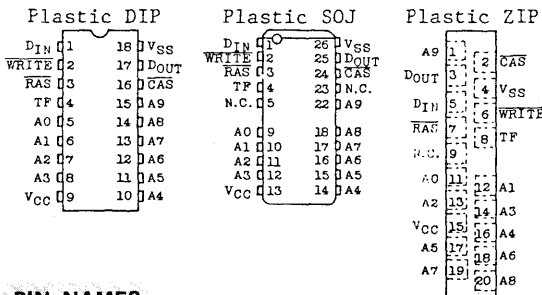 Plastic DIP
DIN 1 18 VSS
WRITE 2 17 DOUT
RAS 3 16 CAS
TF 4 15 A9
A0 5 14 A8
A1 6 13 A7
A2 7 12 A6
A3 8 11 A5
VCC 9 10 A4
Plastic SOJ
DIN 1 26 VSS
WRITE 2 25 DOUT
RAS 3 24 CAS
TF 4 23 N.C.
N.C. 5 22 A9
A0 9 18 A8
A1 10 17 A7
A2 11 16 A6
A3 12 15 A5
VCC 13 14 A4
Plastic ZIP
A9 1
2 CAS
DOUT 3
4 VSS
DIN 5
6 WRITE
RAS 7
8 TF
N.C. 9
A0 11
12 A1
A2 13
14 A3
VCC 15
16 A4
A5 17
18 A6
A7 19
20 A8